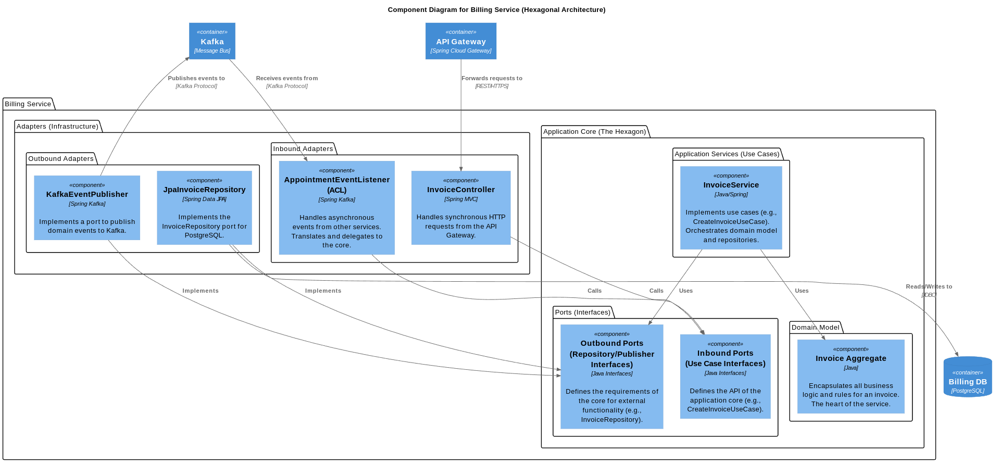 Component Diagram for Billing Service (Hexagonal Architecture)
«container»
Kafka
[Message Bus]
«container»
API Gateway
[Spring Cloud Gateway]
Publishes events to
[Kafka Protocol]
Receives events from
[Kafka Protocol]
Forwards requests to
[REST/HTTPS]
Billing Service
Adapters (Infrastructure)
Outbound Adapters
«component»
KafkaEventPublisher
[Spring Kafka]
Implements a port to publish
domain events to Kafka.
«component»
JpaInvoiceRepository
[Spring Data JPA]
Implements the
InvoiceRepository port for
PostgreSQL.
Inbound Adapters
«component»
AppointmentEventListener
(ACL)
[Spring Kafka]
Handles asynchronous
events from other services.
Translates and delegates to
the core.
«component»
InvoiceController
[Spring MVC]
Handles synchronous HTTP
requests from the API
Gateway.
Application Core (The Hexagon)
Application Services (Use Cases)
«component»
InvoiceService
[Java/Spring]
Implements use cases (e.g.,
CreateInvoiceUseCase).
Orchestrates domain model
and repositories.
Implements
Implements
Calls
Calls
Uses
Uses
Reads/Writes to
[JDBC]
Ports (Interfaces)
«component»
Outbound Ports
(Repository/Publisher
Interfaces)
[Java Interfaces]
Defines the requirements of
the core for external
functionality (e.g.,
InvoiceRepository).
«component»
Inbound Ports
(Use Case Interfaces)
[Java Interfaces]
Defines the API of the
application core (e.g.,
CreateInvoiceUseCase).
Domain Model
«component»
Invoice Aggregate
[Java]
Encapsulates all business
logic and rules for an invoice.
The heart of the service.
«container»
Billing DB
[PostgreSQL]